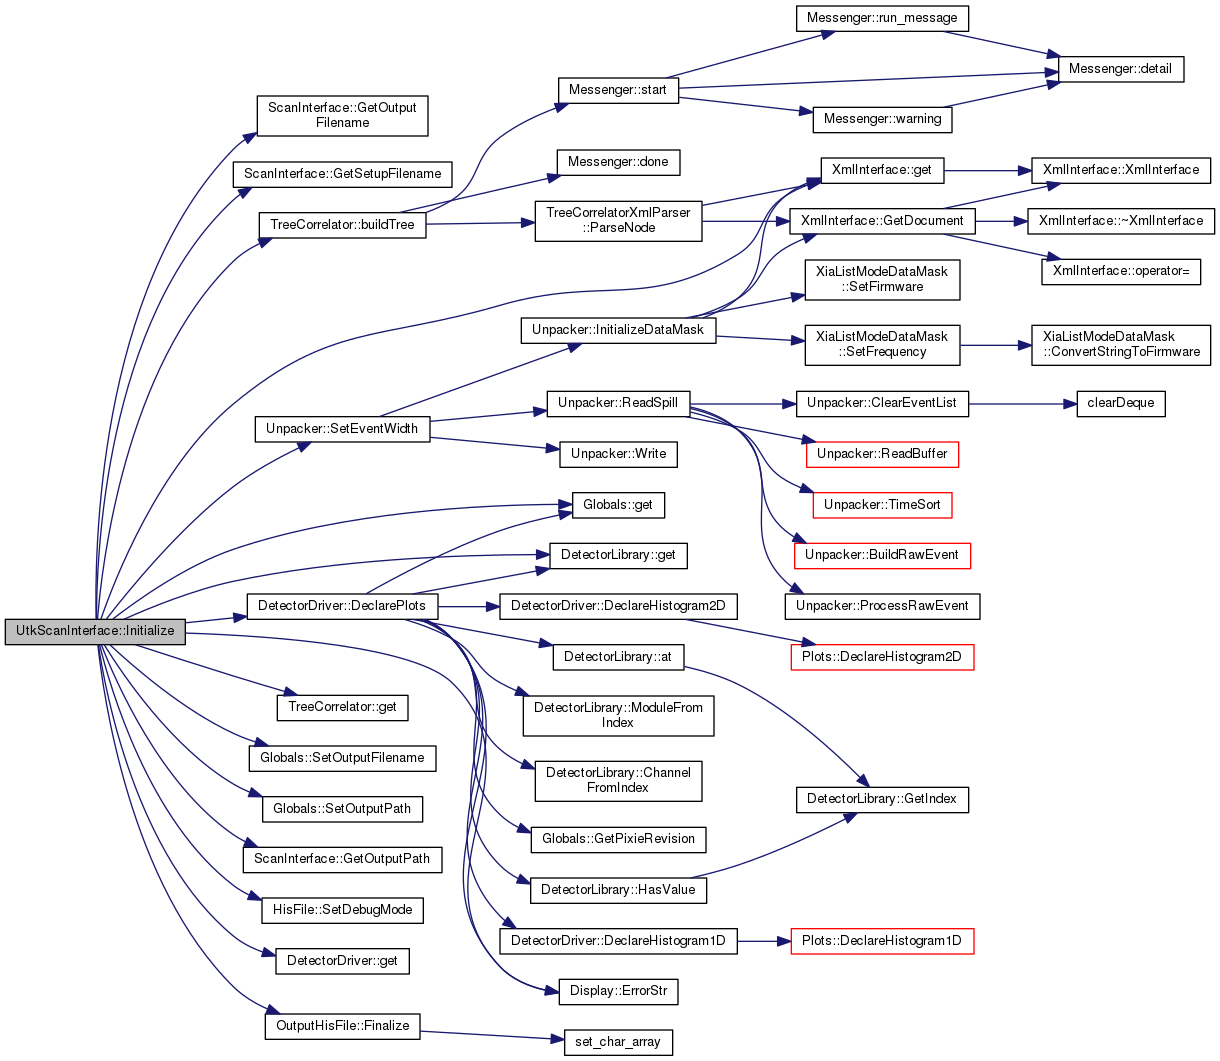 UtkScanInterface::Initialize
ScanInterface::GetOutput
Filename
ScanInterface::GetSetupFilename
TreeCorrelator::buildTree
Unpacker::SetEventWidth
DetectorDriver::DeclarePlots
TreeCorrelator::get
Globals::SetOutputFilename
Globals::SetOutputPath
ScanInterface::GetOutputPath
HisFile::SetDebugMode
DetectorDriver::get
OutputHisFile::Finalize
Messenger::start
Messenger::done
TreeCorrelatorXmlParser
::ParseNode
Unpacker::InitializeDataMask
Unpacker::ReadSpill
Unpacker::Write
Globals::get
DetectorLibrary::get
DetectorDriver::DeclareHistogram2D
DetectorLibrary::at
DetectorLibrary::ModuleFrom
Index
DetectorLibrary::Channel
FromIndex
Globals::GetPixieRevision
DetectorLibrary::HasValue
DetectorDriver::DeclareHistogram1D
Display::ErrorStr
set_char_array
Messenger::run_message
Messenger::warning
XmlInterface::get
XmlInterface::GetDocument
XiaListModeDataMask
::SetFirmware
XiaListModeDataMask
::SetFrequency
Unpacker::ClearEventList
Unpacker::ReadBuffer
Unpacker::TimeSort
Unpacker::BuildRawEvent
Unpacker::ProcessRawEvent
Plots::DeclareHistogram2D
DetectorLibrary::GetIndex
Plots::DeclareHistogram1D
Messenger::detail
XmlInterface::XmlInterface
XmlInterface::~XmlInterface
XmlInterface::operator=
XiaListModeDataMask
::ConvertStringToFirmware
clearDeque